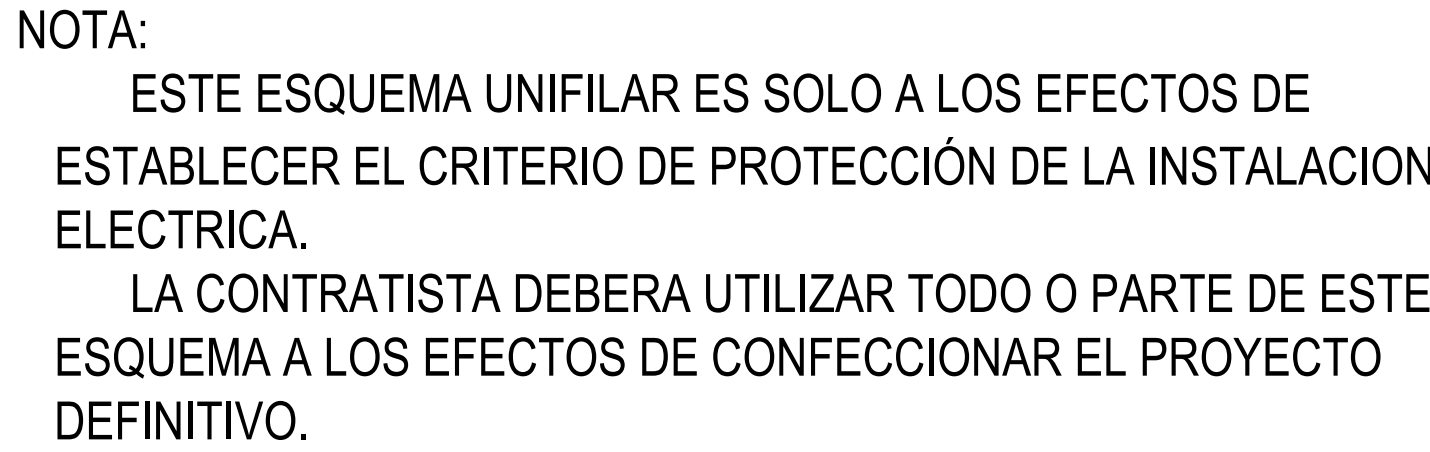 NOTA:
ESTE ESQUEMA UNIFILAR ES SOLO A LOS EFECTOS DE
ESTABLECER EL CRITERIO DE PROTECCIÓN DE LA INSTALACION
ELECTRICA.
LA CONTRATISTA DEBERA UTILIZAR TODO O PARTE DE ESTE
ESQUEMA A LOS EFECTOS DE CONFECCIONAR EL PROYECTO
DEFINITIVO.